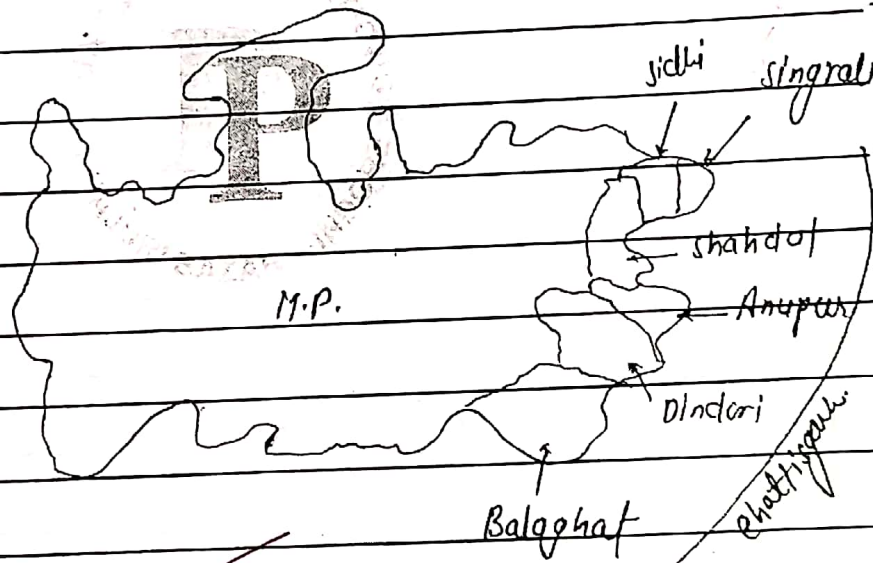 P
Sidhi
Singrauli
Shahdol
M.P.
Anupur
Dindori
Balaghat
Chattisgarh.